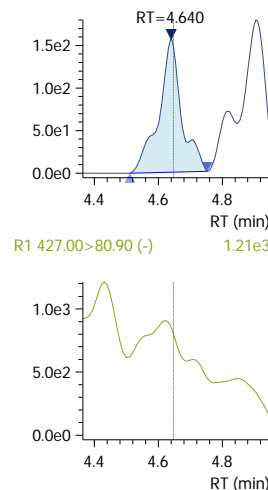 RT=4.640
1.5e2
1.0e2
5.0e1
0.0e0
4.4 4.6 4.8
RT (min)
R1 427.00>80.90 (-) 1.21e3
1.0e3
5.0e2
0.0e0
4.4 4.6 4.8
RT (min)